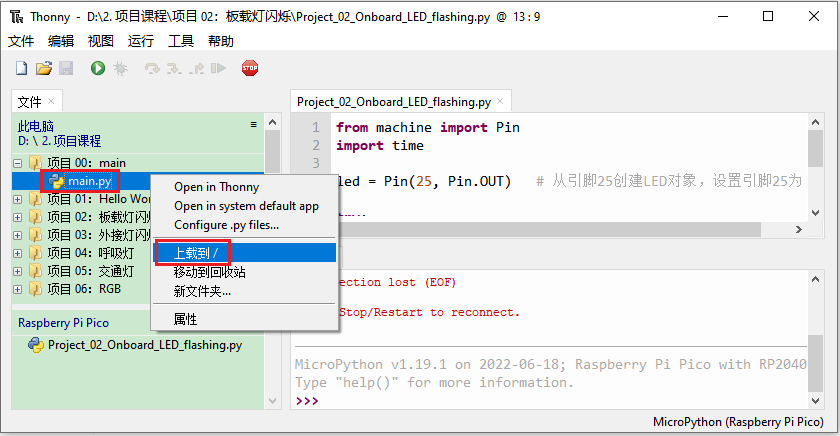 Thonny - D:\2.项目课程\项目 02：板载灯闪烁\Project_02_Onboard_LED_flashing.py @ 13 : 9
文件 编辑 视图 运行 工具 帮助
STOP
文件 ×
此电脑
D: \ 2.项目课程
项目 00：main
main.py
项目 01：Hello Wor
项目 02：板载灯闪
项目 03：外接灯闪
项目 04：呼吸灯
项目 05：交通灯
项目 06：RGB
Raspberry Pi Pico
Project_02_Onboard_LED_flashing.py
Open in Thonny
Open in system default app
Configure .py files...
上载到 /
移动到回收站
新文件夹...
属性
Project_02_Onboard_LED_flashing.py ×
1 from machine import Pin
2 import time
3
led = Pin(25, Pin.OUT) # 从引脚25创建LED对象，设置引脚25为
ection lost (EOF)
Stop/Restart to reconnect.
MicroPython v1.19.1 on 2022-06-18; Raspberry Pi Pico with RP2040
Type "help()" for more information.
>>>
MicroPython (Raspberry Pi Pico)